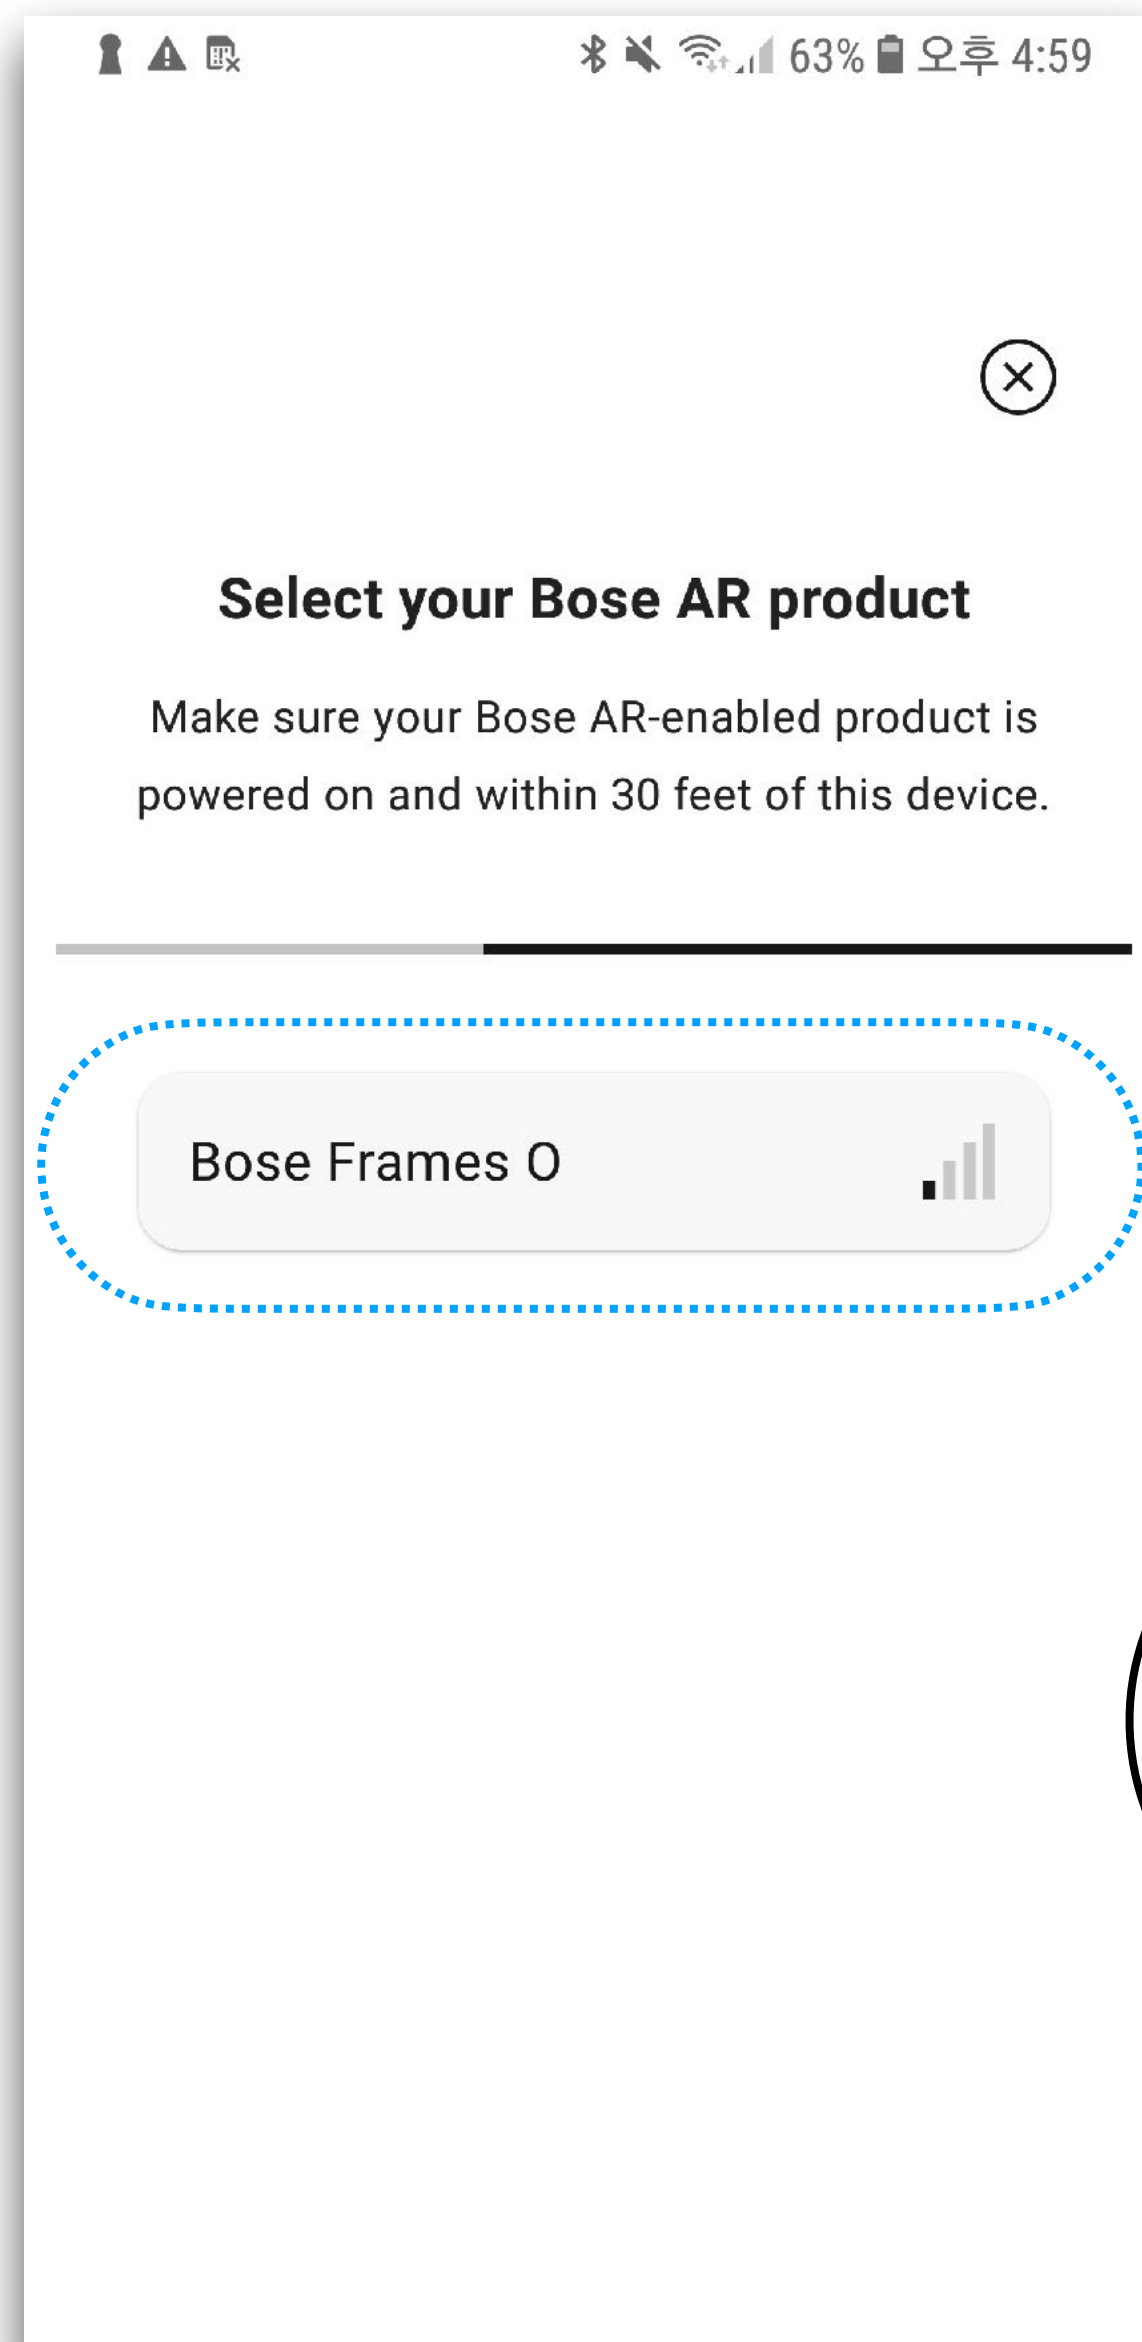 63% 오후 4:59
Select your Bose AR product
Make sure your Bose AR-enabled product is
powered on and within 30 feet of this device.
Bose Frames O